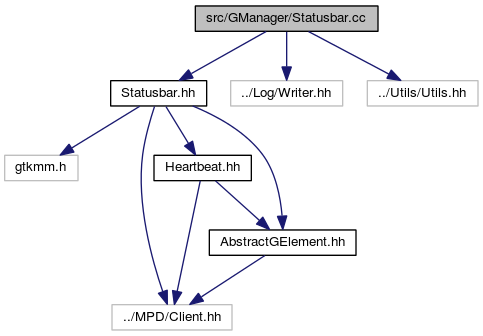 src/GManager/Statusbar.cc
Statusbar.hh
../Log/Writer.hh
../Utils/Utils.hh
gtkmm.h
Heartbeat.hh
AbstractGElement.hh
../MPD/Client.hh